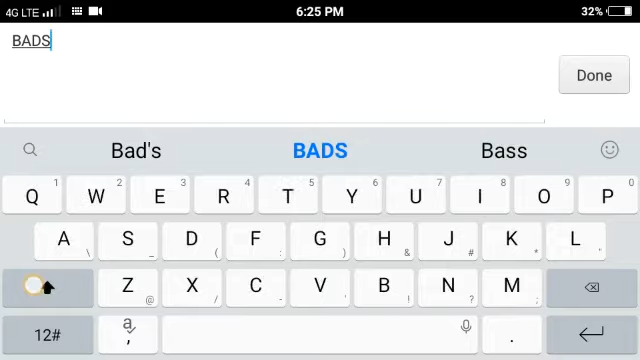 4G LTE 6:25 PM 32%
BADS
Done
Bad's BADS Bass
Q 1 W 2 E 3 R 4 T 5 Y 6 U 7 I 8 O 9 P 0
A \ S _ D ( F : G ) H & J # K * L "
Z @ X / C - V ' B ! N ? M ;
12# a , .